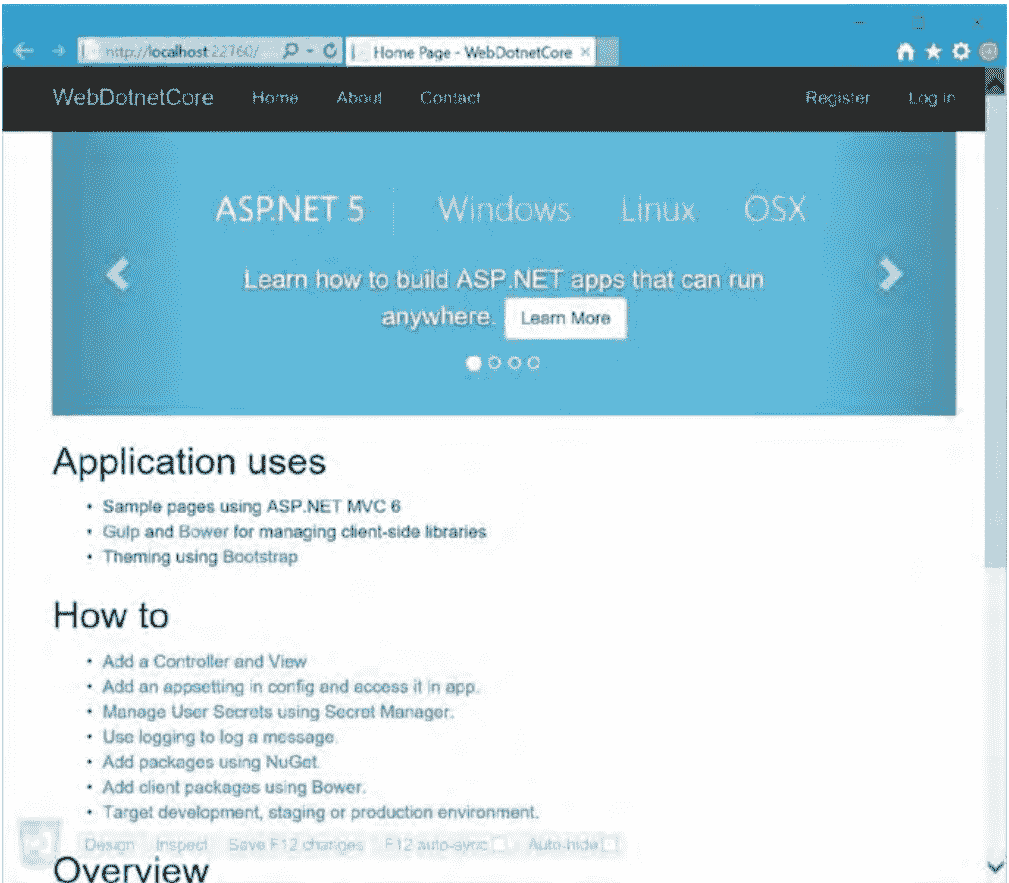 http://localhost:22760/
Home Page - WebDotnetCore ×
WebDotnetCore Home About Contact Register Log in
ASP.NET 5 Windows Linux OSX
Learn how to build ASP.NET apps that can run
anywhere. Learn More
Application uses
• Sample pages using ASP.NET MVC 6
• Gulp and Bower for managing client-side libraries
• Theming using Bootstrap
How to
• Add a Controller and View
• Add an appsetting in config and access it in app.
• Manage User Secrets using Secret Manager.
• Use logging to log a message.
• Add packages using NuGet.
• Add client packages using Bower.
• Target development, staging or production environment.
Design Inspect Save F12 changes F12 auto-sync Auto-hide
Overview